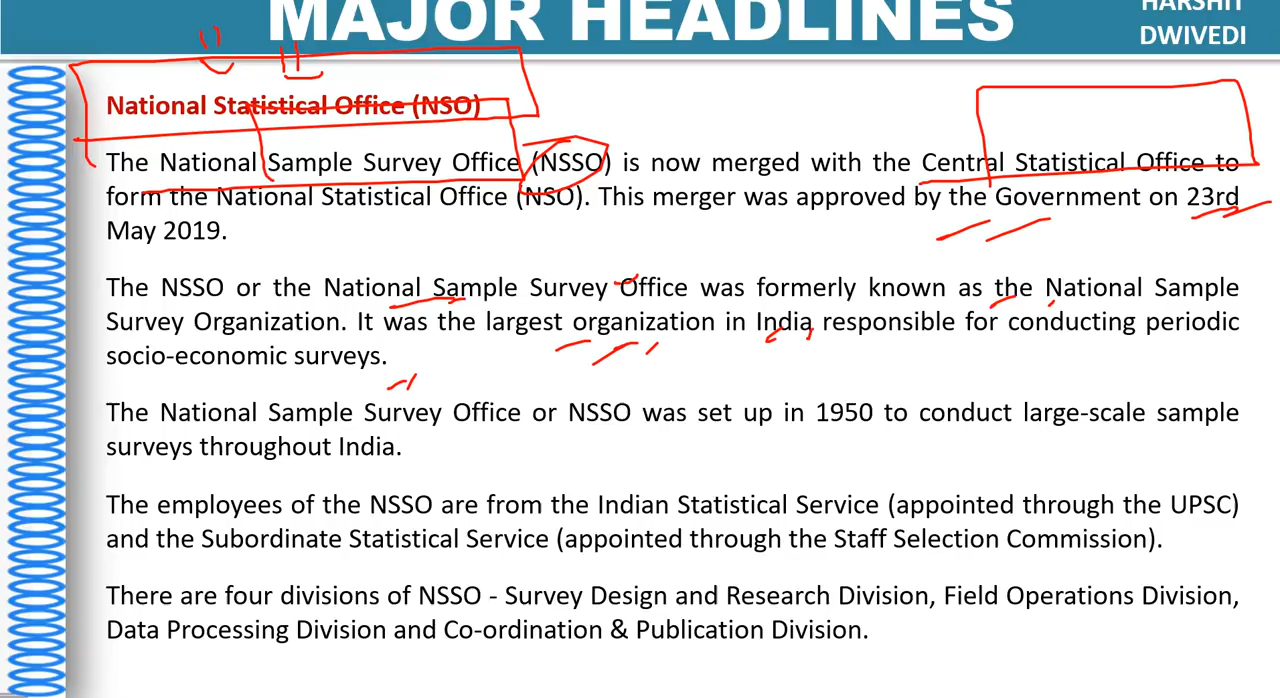 MAJOR HEADLINES
HARSHIT
DWIVEDI
National Statistical Office (NSO)
The National Sample Survey Office (NSSO) is now merged with the Central Statistical Office to
form the National Statistical Office (NSO). This merger was approved by the Government on 23rd
May 2019.
The NSSO or the National Sample Survey Office was formerly known as the National Sample
Survey Organization. It was the largest organization in India responsible for conducting periodic
socio-economic surveys.
The National Sample Survey Office or NSSO was set up in 1950 to conduct large-scale sample
surveys throughout India.
The employees of the NSSO are from the Indian Statistical Service (appointed through the UPSC)
and the Subordinate Statistical Service (appointed through the Staff Selection Commission).
There are four divisions of NSSO - Survey Design and Research Division, Field Operations Division,
Data Processing Division and Co-ordination & Publication Division.